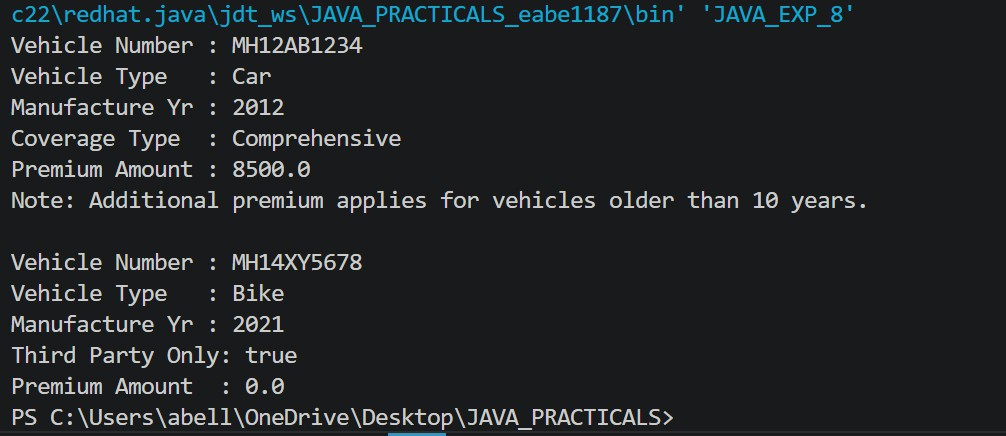 c22\redhat.java\jdt_ws\JAVA_PRACTICALS_eabe1187\bin' 'JAVA_EXP_8'
Vehicle Number : MH12AB1234
Vehicle Type   : Car
Manufacture Yr : 2012
Coverage Type  : Comprehensive
Premium Amount : 8500.0
Note: Additional premium applies for vehicles older than 10 years.

Vehicle Number : MH14XY5678
Vehicle Type   : Bike
Manufacture Yr : 2021
Third Party Only: true
Premium Amount  : 0.0
PS C:\Users\abell\OneDrive\Desktop\JAVA_PRACTICALS>